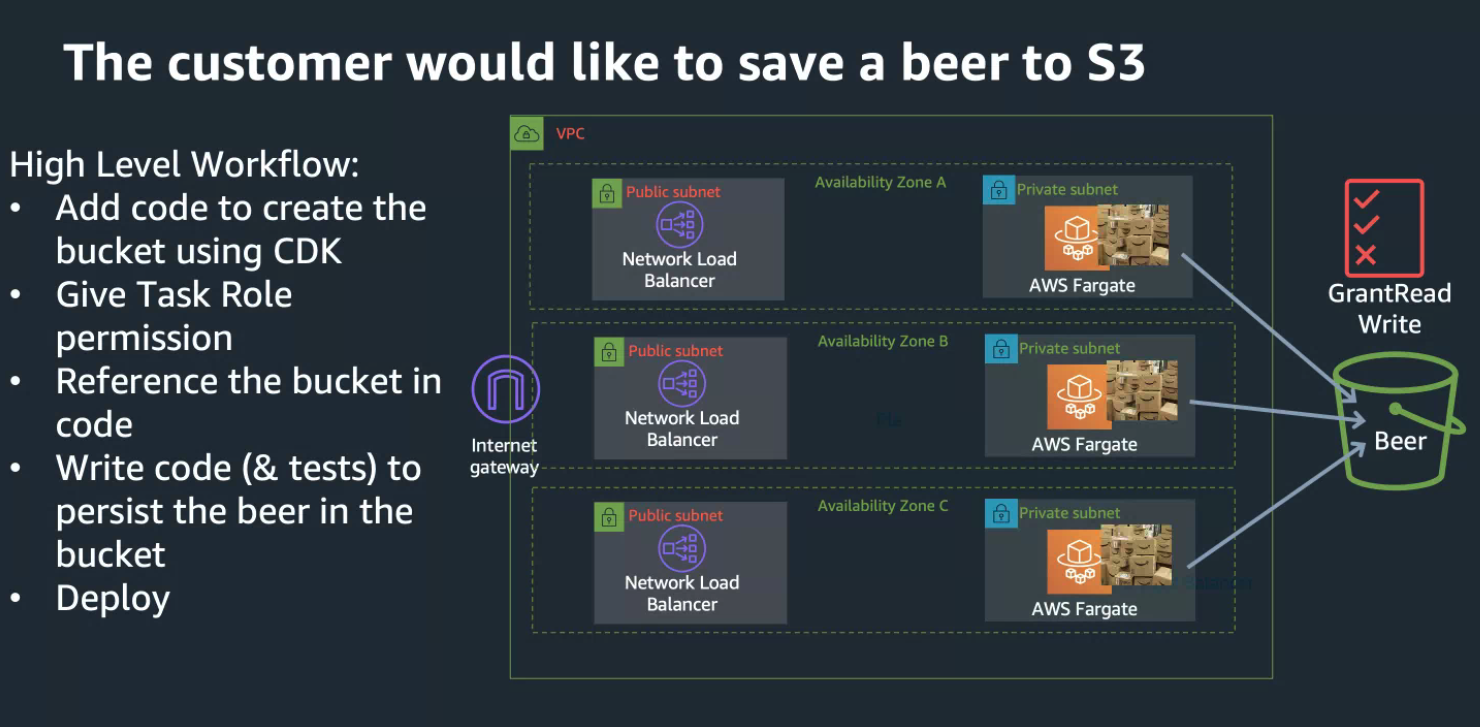 The customer would like to save a beer to S3
High Level Workflow:
• Add code to create the
bucket using CDK
• Give Task Role
permission
• Reference the bucket in
code
• Write code (& tests) to
persist the beer in the
bucket
• Deploy
VPC
Availability Zone A
Public subnet
Network Load
Balancer
Private subnet
AWS Fargate
Availability Zone B
Public subnet
Network Load
Balancer
Private subnet
AWS Fargate
Availability Zone C
Public subnet
Network Load
Balancer
Private subnet
AWS Fargate
Internet
gateway
GrantRead
Write
Beer